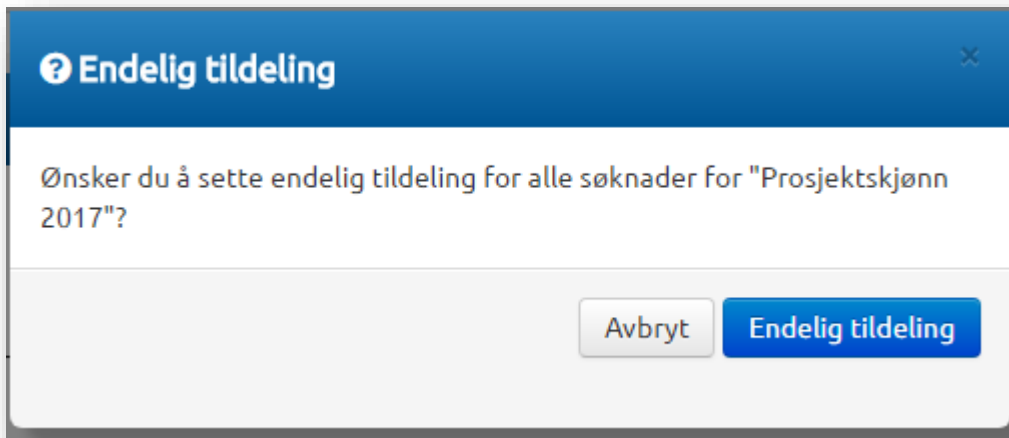 Endelig tildeling
Ønsker du å sette endelig tildeling for alle søknader for "Prosjektskjønn
2017"?
Avbryt
Endelig tildeling